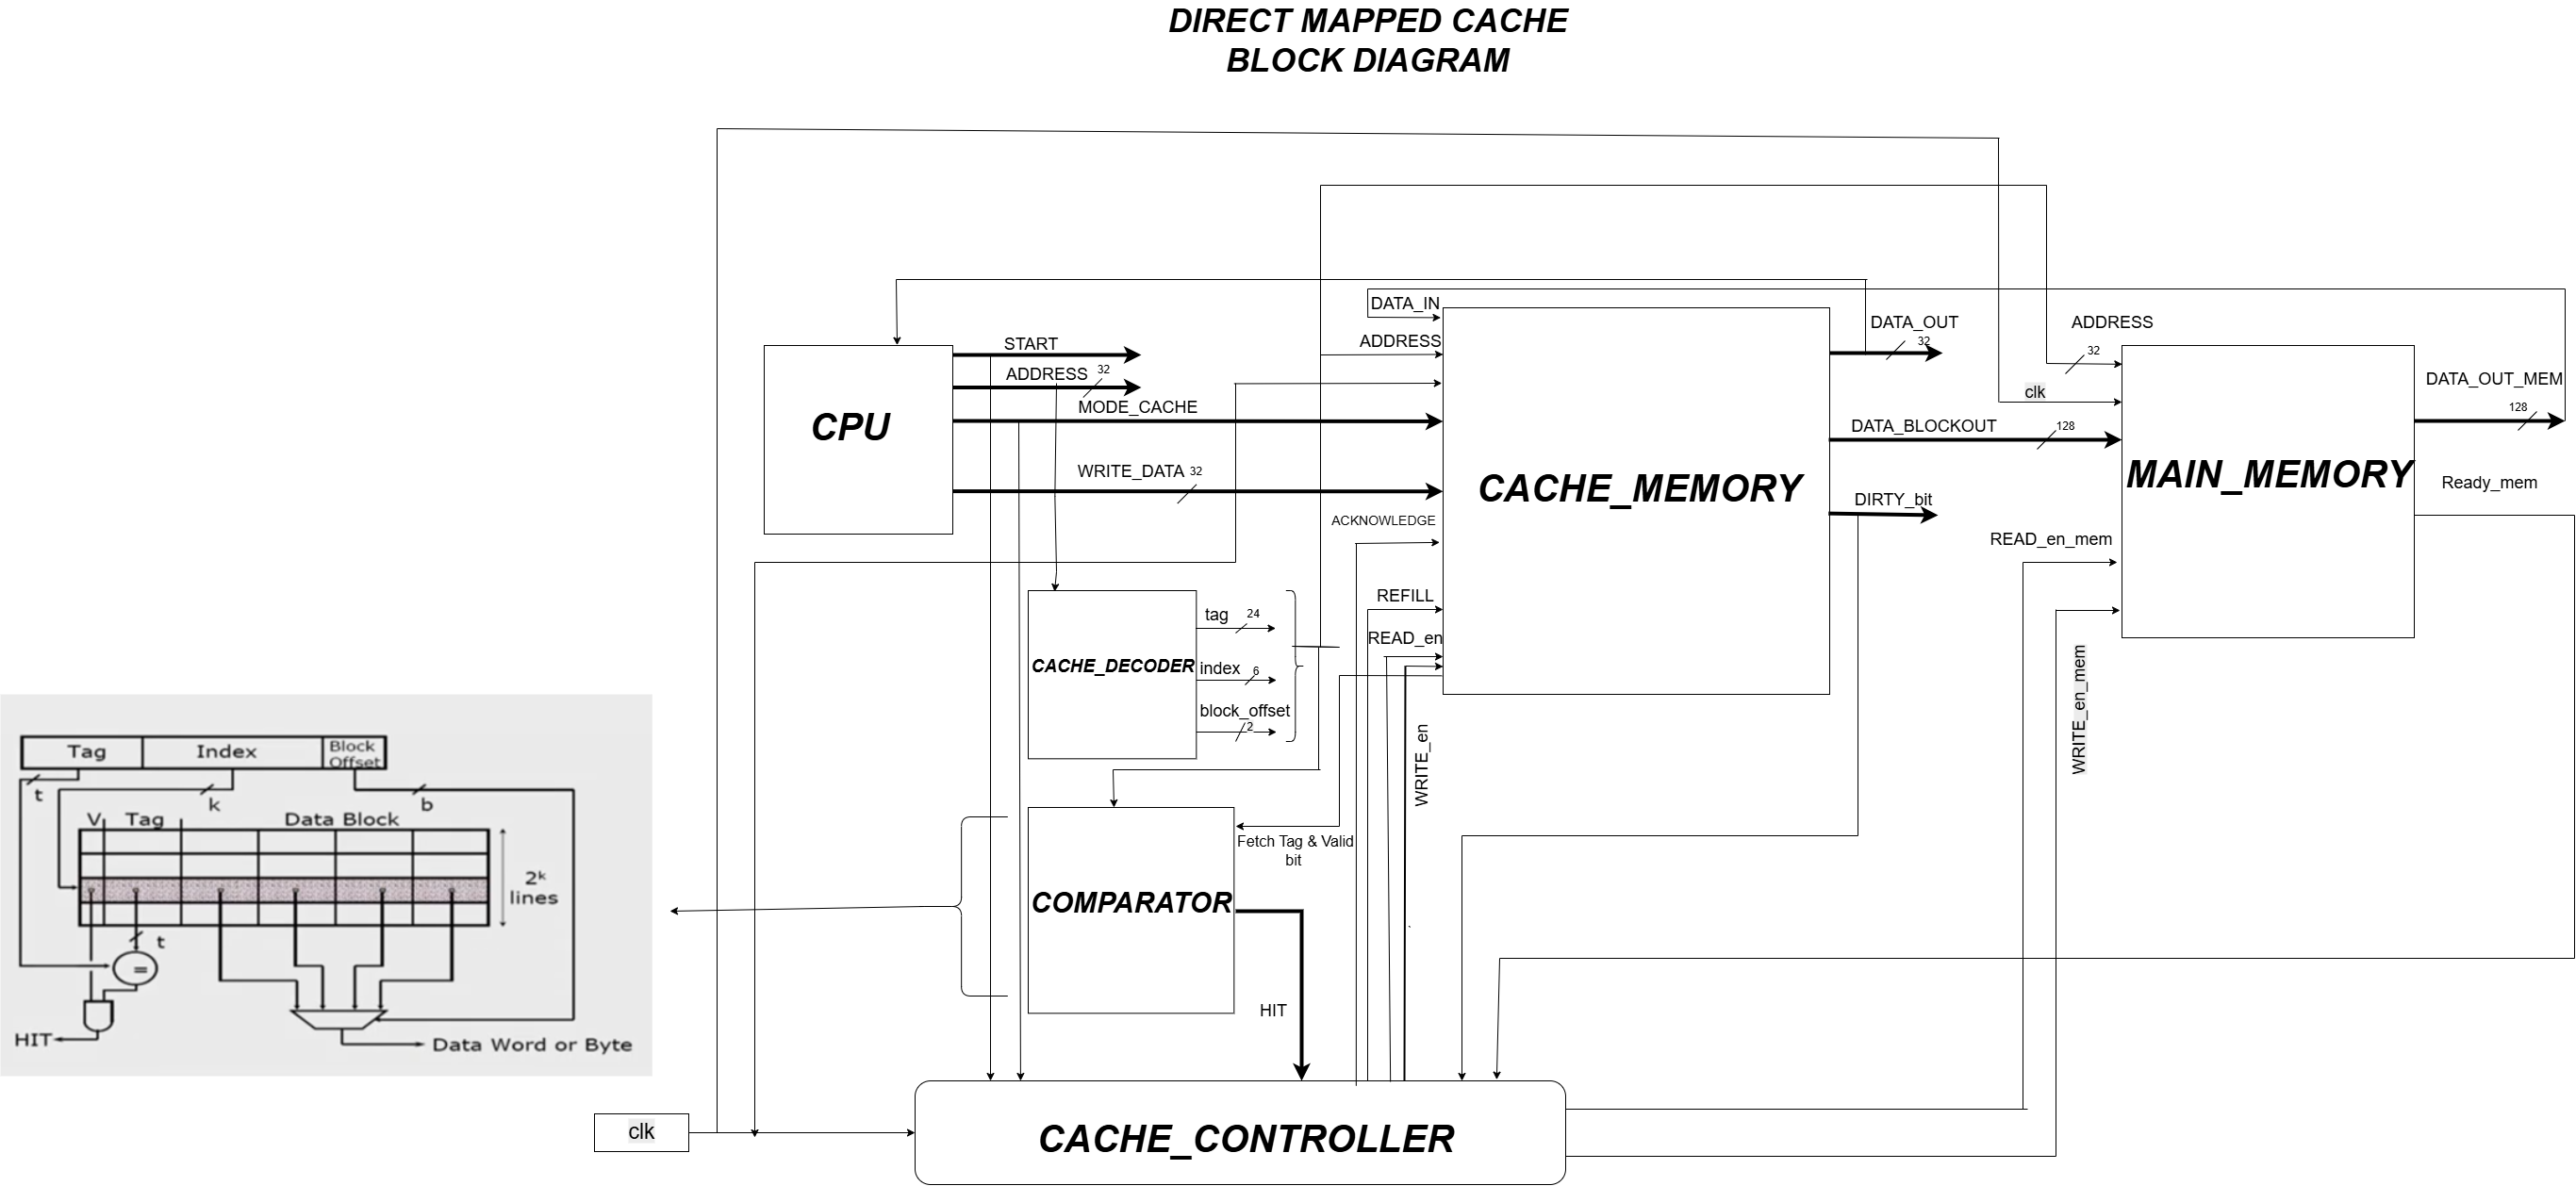 DIRECT MAPPED CACHE
BLOCK DIAGRAM
DATA_IN
ADDRESS
START
ADDRESS
32
MODE_CACHE
WRITE_DATA
32
CPU
ACKNOWLEDGE
REFILL
READ_en
WRITE_en
CACHE_MEMORY
DATA_OUT
32
DATA_BLOCKOUT
128
DIRTY_bit
ADDRESS
32
clk
READ_en_mem
WRITE_en_mem
MAIN_MEMORY
DATA_OUT_MEM
128
Ready_mem
CACHE_DECODER
tag
24
index
6
block_offset
2
Fetch Tag & Valid
bit
COMPARATOR
HIT
Tag
Index
Block
Offset
t
k
b
V
Tag
Data Block
2k
lines
t
=
HIT
Data Word or Byte
clk
CACHE_CONTROLLER